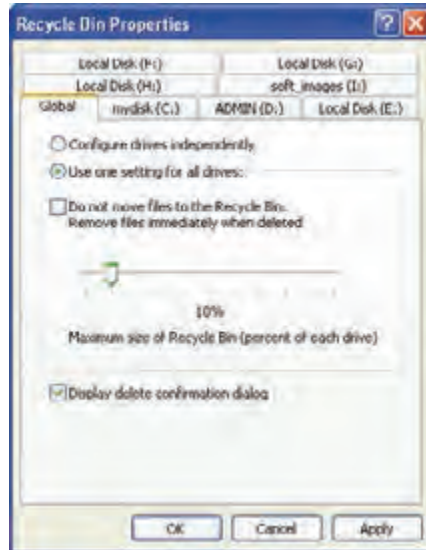 Recycle Bin Properties
Local Disk (F:) Local Disk (G:)
Local Disk (H:) soft_images (I:)
Global mydisk (C:) ADMIN (D:) Local Disk (E:)
Configure drives independently
Use one setting for all drives:
Do not move files to the Recycle Bin.
Remove files immediately when deleted
10%
Maximum size of Recycle Bin (percent of each drive)
Display delete confirmation dialog
OK Cancel Apply